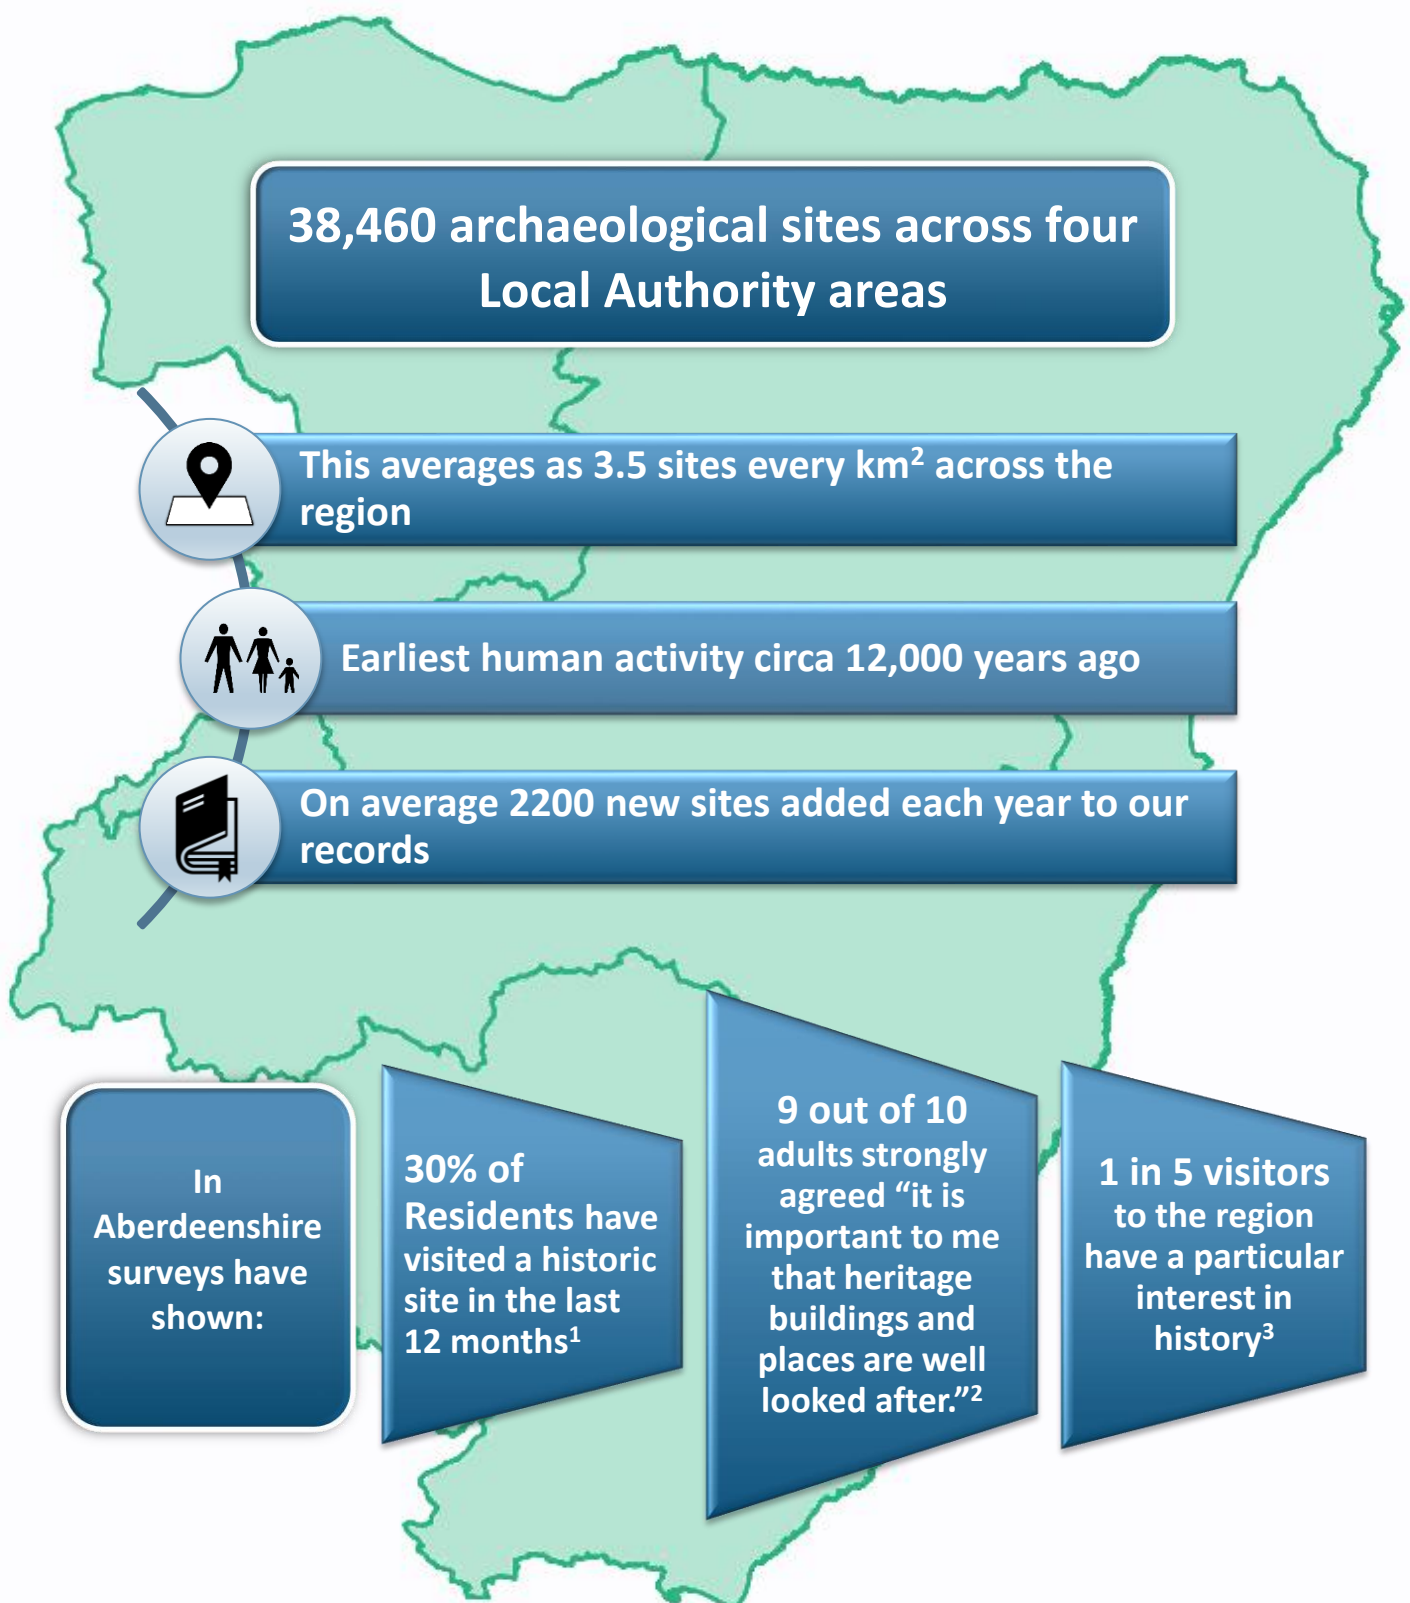 38,460 archaeological sites across four
Local Authority areas
This averages as 3.5 sites every km² across the
region
Earliest human activity circa 12,000 years ago
On average 2200 new sites added each year to our
records
In
Aberdeenshire
surveys have
shown:
30% of
Residents have
visited a historic
site in the last
12 months¹
9 out of 10
adults strongly
agreed “it is
important to me
that heritage
buildings and
places are well
looked after.”²
1 in 5 visitors
to the region
have a particular
interest in
history³